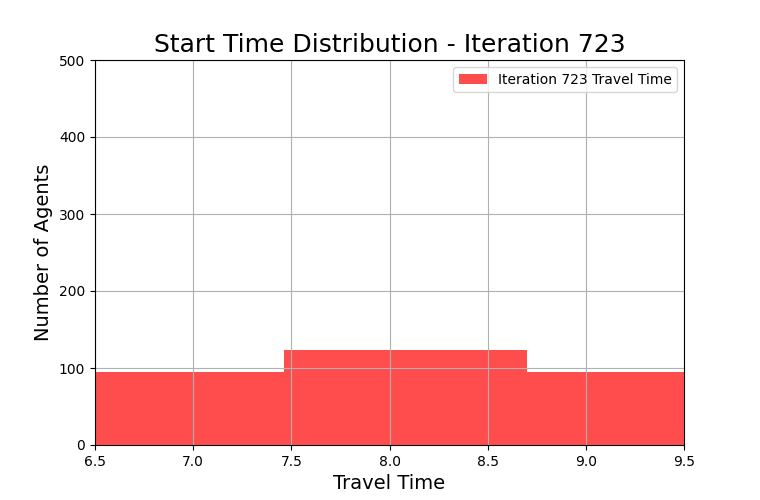 Start Time Distribution - Iteration 723
Iteration 723 Travel Time
Number of Agents
500
400
300
200
100
0
6.5 7.0 7.5 8.0 8.5 9.0 9.5
Travel Time